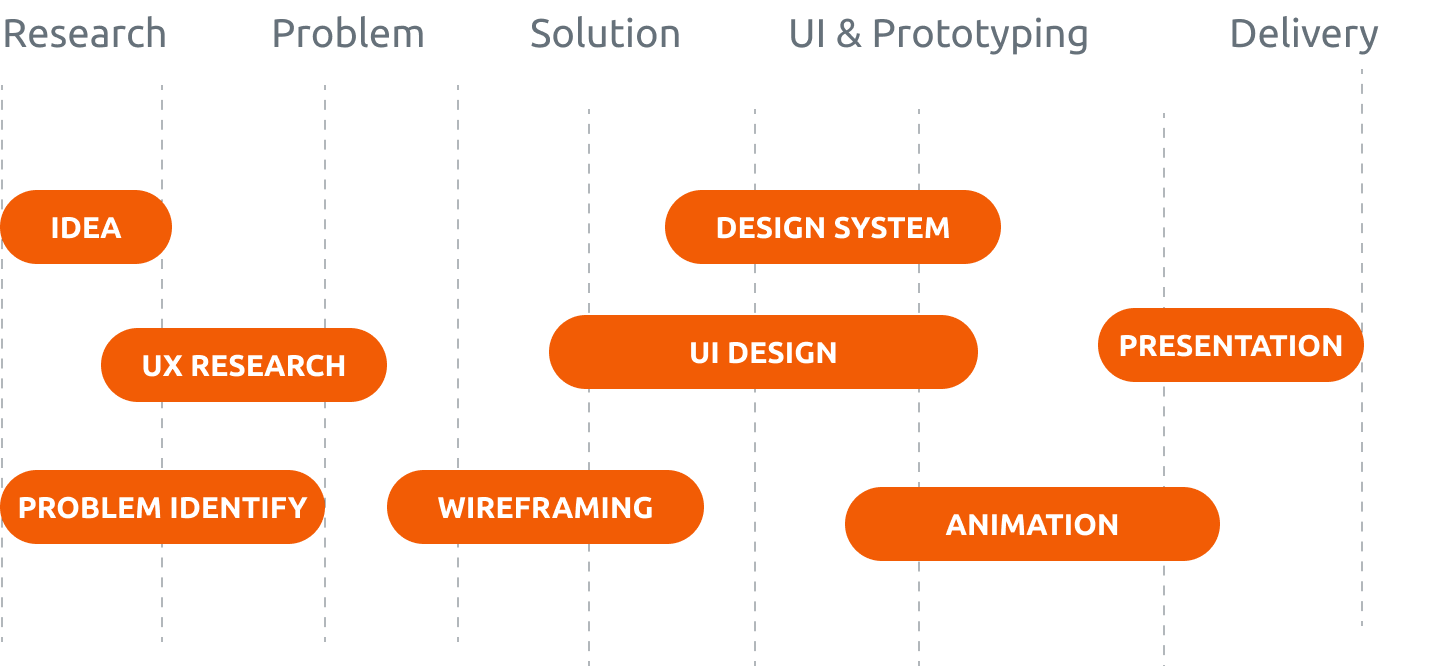 Research
Problem
Solution
UI & Prototyping
Delivery
IDEA
DESIGN SYSTEM
UX RESEARCH
UI DESIGN
PRESENTATION
PROBLEM IDENTIFY
WIREFRAMING
ANIMATION